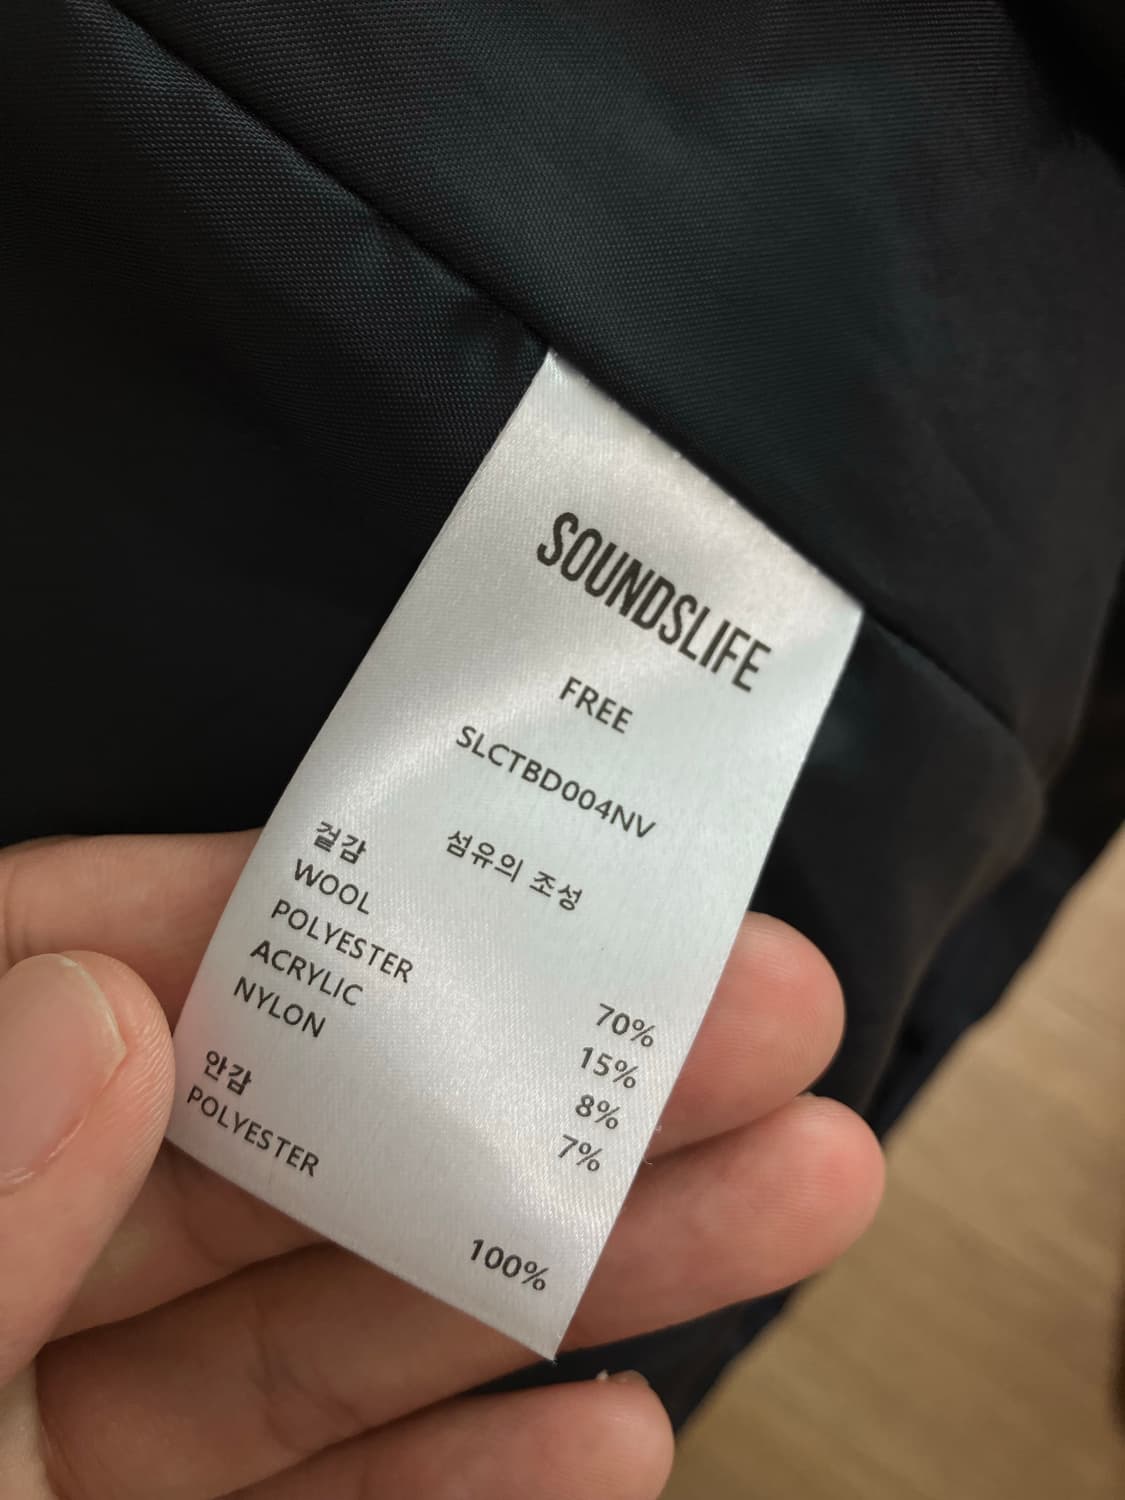 SOUNDSLIFE
FREE
SLCTBD004NV
섬유의 조성
겉감
WOOL 70%
POLYESTER 15%
ACRYLIC 8%
NYLON 7%
안감
POLYESTER 100%